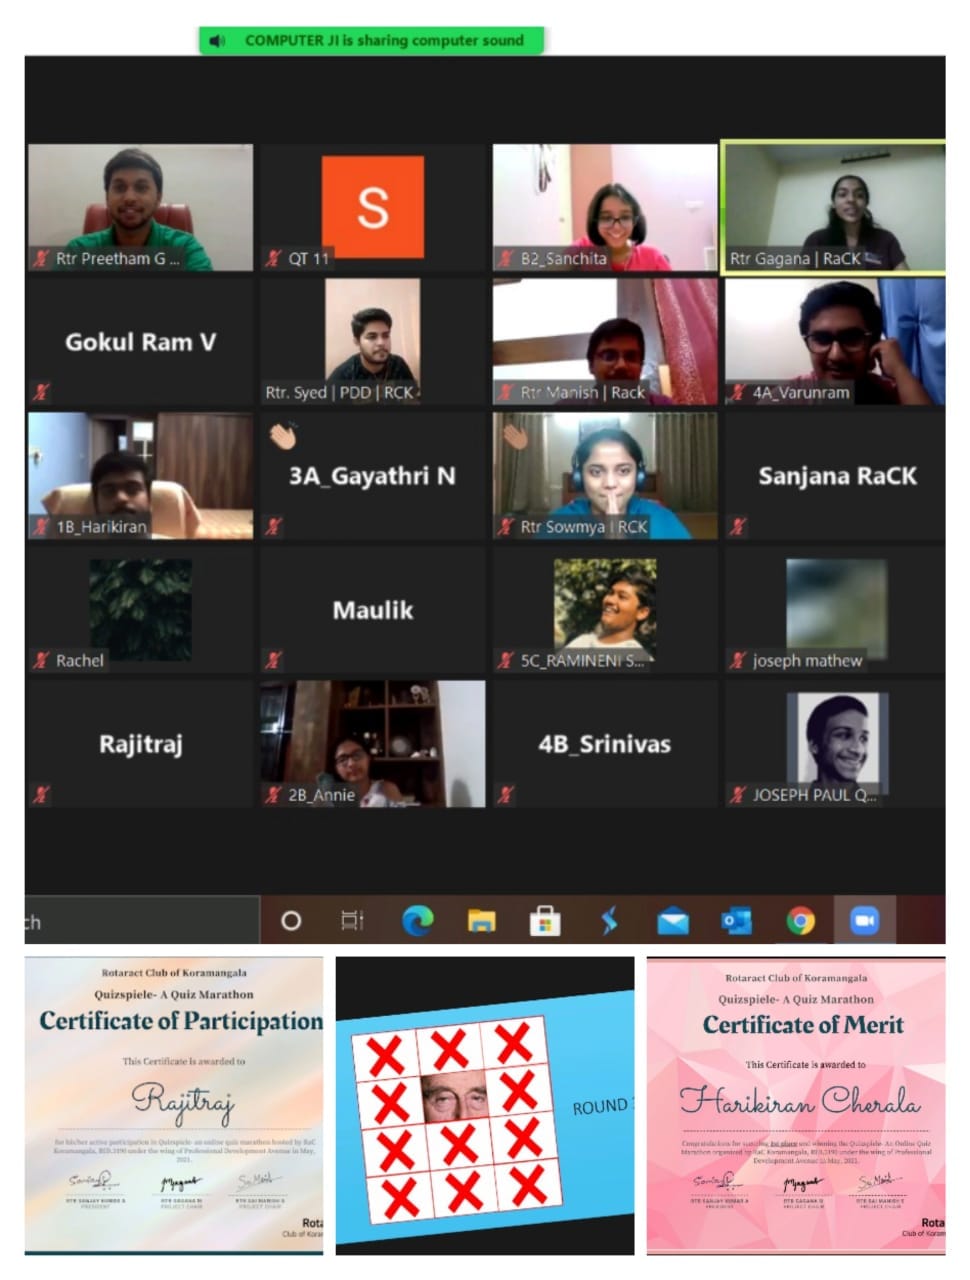 COMPUTER JI is sharing computer sound
Rtr Preetham G ...
S
QT 11
B2_Sanchita
Rtr Gagana | RaCK
Gokul Ram V
Rtr. Syed | PDD | RCK
Rtr Manish | Rack
4A_Varunram
1B_Harikiran
3A_Gayathri N
Rtr Sowmya | RCK
Sanjana RaCK
Rachel
Maulik
5C_RAMINENI S...
joseph mathew
Rajitraj
2B_Annie
4B_Srinivas
JOSEPH PAUL Q...
ch
Rotaract Club of Koramangala
Quizspiele- A Quiz Marathon
Certificate of Participation
This Certificate is awarded to
Rajitraj
for his/her active participation in Quizspiele- an online quiz marathon hosted by RaC
Koramangala, RID.3190 under the wing of Professional Development Avenue in May,
2021.
PRESIDENT
RTR GAGANA N
PROJECT CHAIR
RTR SAI MANISH S
PROJECT CHAIR
Rota
Club of Koram
ROUND
Rotaract Club of Koramangala
Quizspiele- A Quiz Marathon
Certificate of Merit
This Certificate is awarded to
Harikiran Cherala
Congratulations for securing 1st place and winning the Quizspiele- An Online Quiz
Marathon organized by RaC Koramangala, RID.3190 under the wing of Professional
Development Avenue in May, 2021.
PRESIDENT
RTR GAGANA N
PROJECT CHAIR
RTR SAI MANISH S
PROJECT CHAIR
Rota
Club of Koram